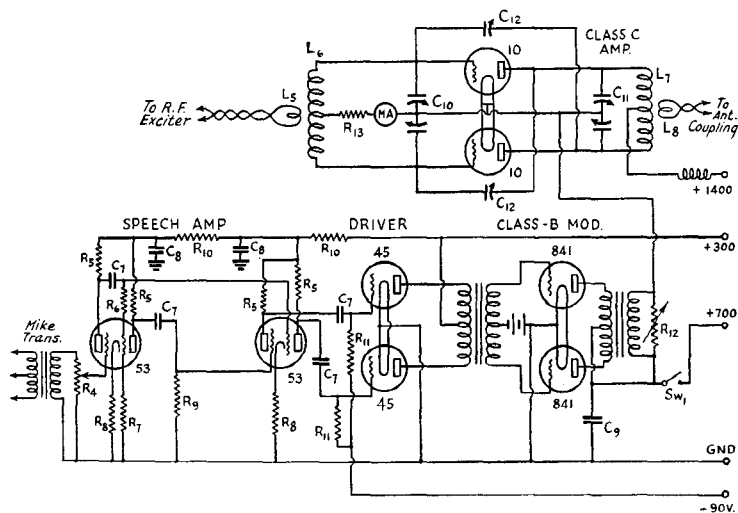 C12
CLASS C
AMP.
L6
10
L5
C10
C11
L7
To R.F.
Exciter
R13
MA
To
Ant.
Coupling
L8
10
C12
+ 1400
SPEECH AMP
DRIVER
CLASS-B MOD.
R5
C8
R10
C8
R10
+300
C7
R6
R5
C7
R5
R5
C7
45
841
+700
Mike
Trans.
R4
53
53
C7
R11
R12
R8
R7
R9
R8
R11
45
841
Sw1
C9
GND
- 90V.